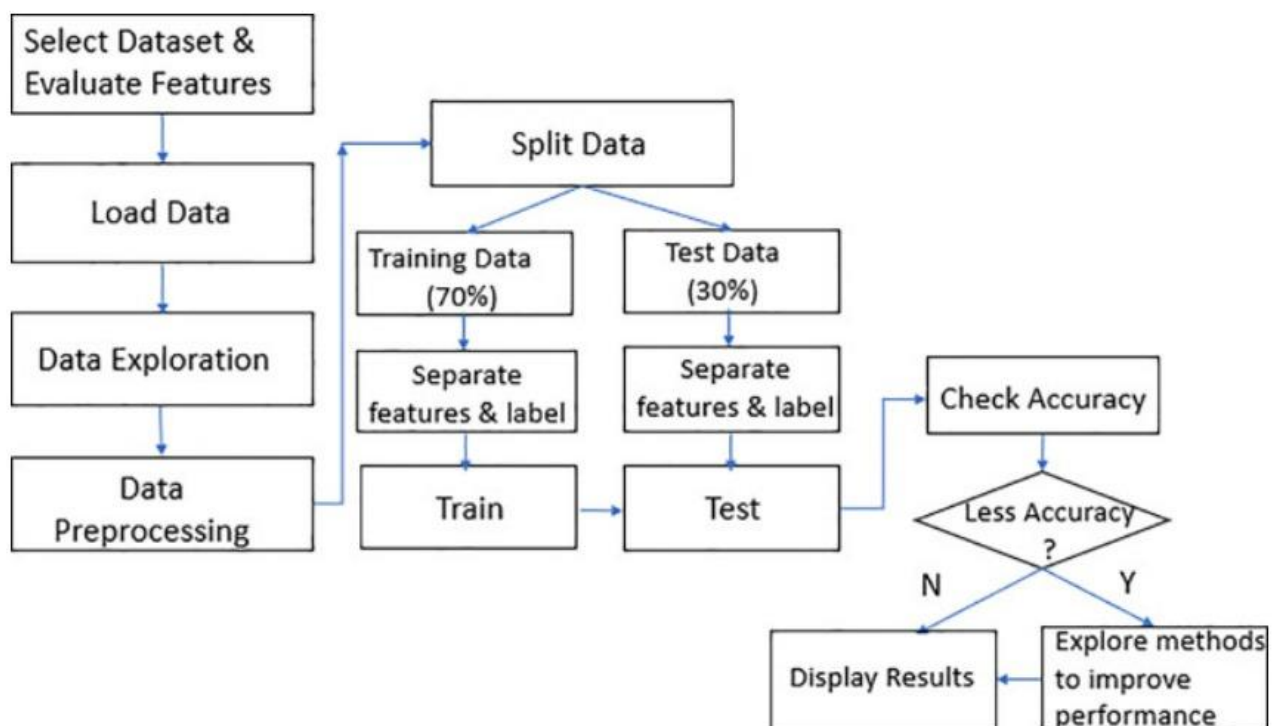 Select Dataset &
Evaluate Features
Load Data
Data Exploration
Data
Preprocessing
Split Data
Training Data
(70%)
Test Data
(30%)
Separate
features & label
Separate
features & label
Train
Test
Check Accuracy
Less Accuracy
?
N
Y
Display Results
Explore methods
to improve
performance